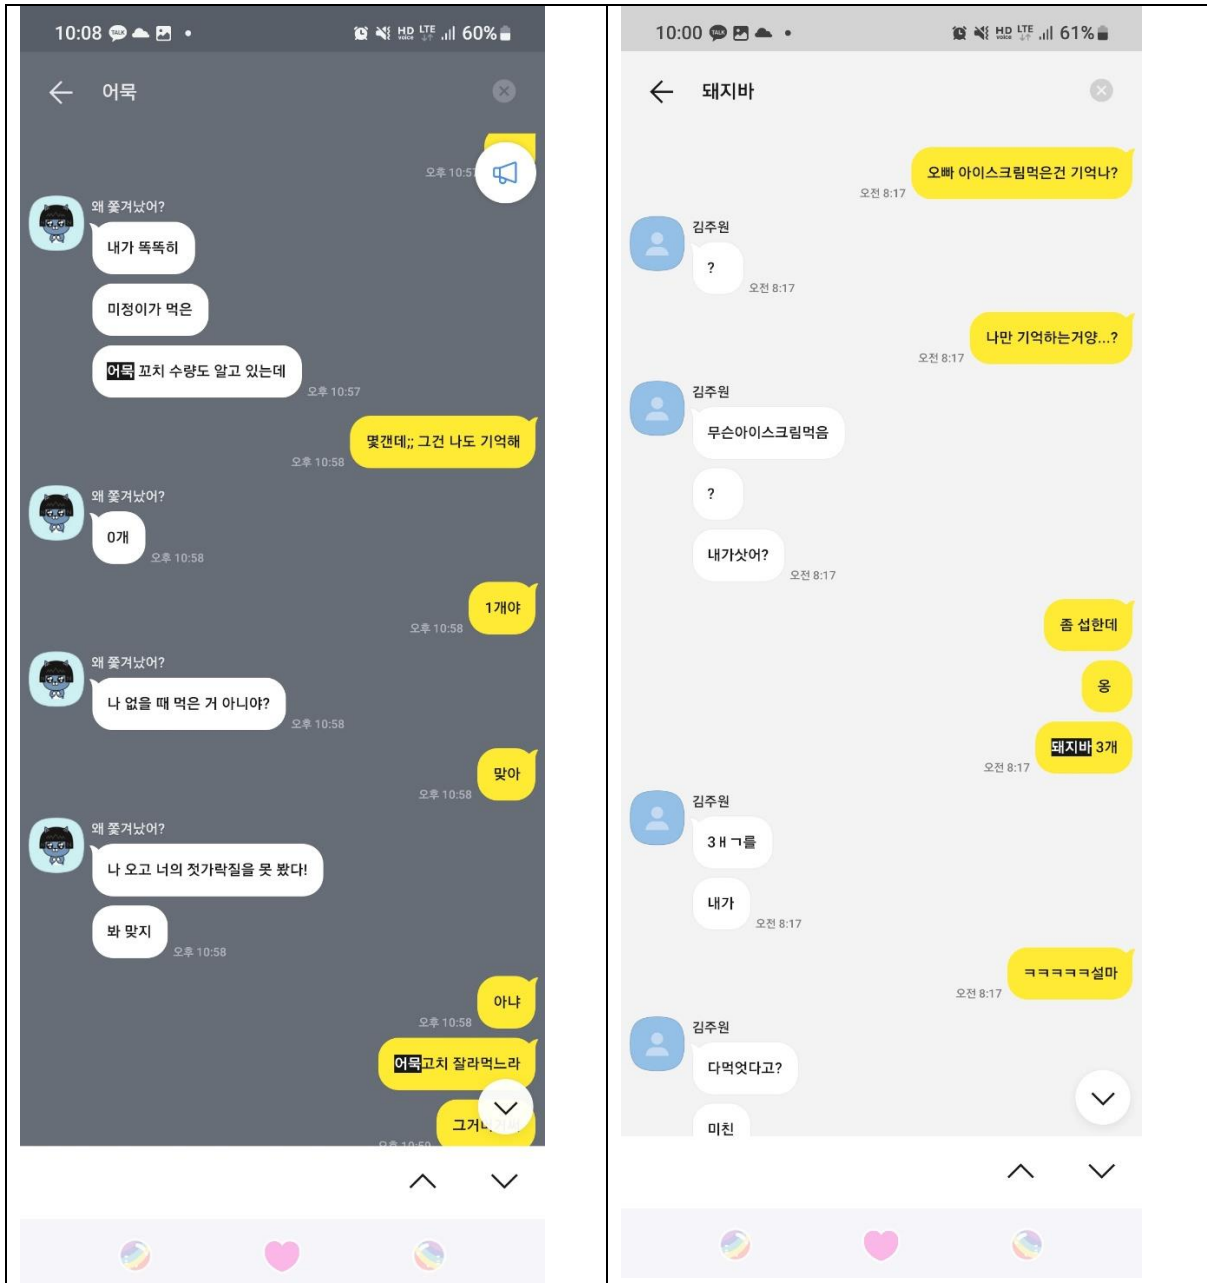 10:08
HD voice LTE 60%
어묵
오후 10:57
왜 쫓겨났어?
내가 똑똑히
미정이가 먹은
어묵 꼬치 수량도 알고 있는데
오후 10:57
몇갠데;; 그건 나도 기억해
오후 10:58
왜 쫓겨났어?
0개
오후 10:58
1개야
오후 10:58
왜 쫓겨났어?
나 없을 때 먹은 거 아니야?
오후 10:58
맞아
오후 10:58
왜 쫓겨났어?
나 오고 너의 젓가락질을 못 봤다!
봐 맞지
오후 10:58
아냐
오후 10:58
어묵고치 잘라먹느라
10:00
HD voice LTE 61%
돼지바
오빠 아이스크림먹은건 기억나?
오전 8:17
김주원
?
오전 8:17
나만 기억하는거양...?
오전 8:17
김주원
무슨아이스크림먹음
?
내가삿어?
오전 8:17
좀 섭한데
옹
돼지바 3개
오전 8:17
김주원
3ㅐㄱ를
내가
오전 8:17
ㅋㅋㅋㅋㅋ설마
오전 8:17
김주원
다먹엇다고?
미친